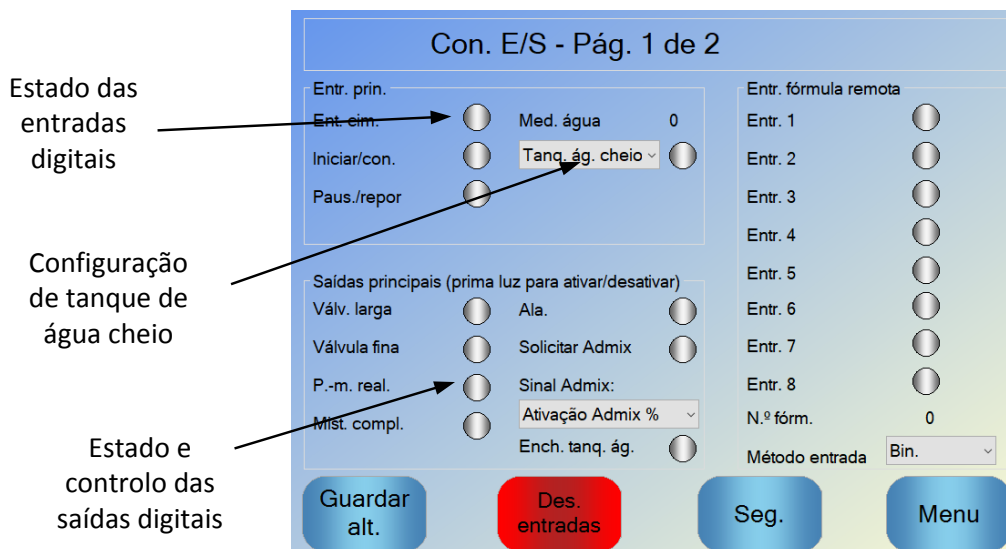 Con. E/S - Pág. 1 de 2
Estado das
entradas
digitais
Configuração
de tanque de
água cheio
Estado e
controlo das
saídas digitais
Entr. prin.
Ent. cim.
Med. água 0
Iniciar/con.
Tanq. ág. cheio
Paus./repor
Saídas principais (prima luz para ativar/desativar)
Válv. larga
Ala.
Válvula fina
Solicitar Admix
P.-m. real.
Sinal Admix:
Ativação Admix %
Mist. compl.
Ench. tanq. ág.
Entr. fórmula remota
Entr. 1
Entr. 2
Entr. 3
Entr. 4
Entr. 5
Entr. 6
Entr. 7
Entr. 8
N.º fórm. 0
Método entrada Bin.
Guardar
alt.
Des.
entradas
Seg.
Menu